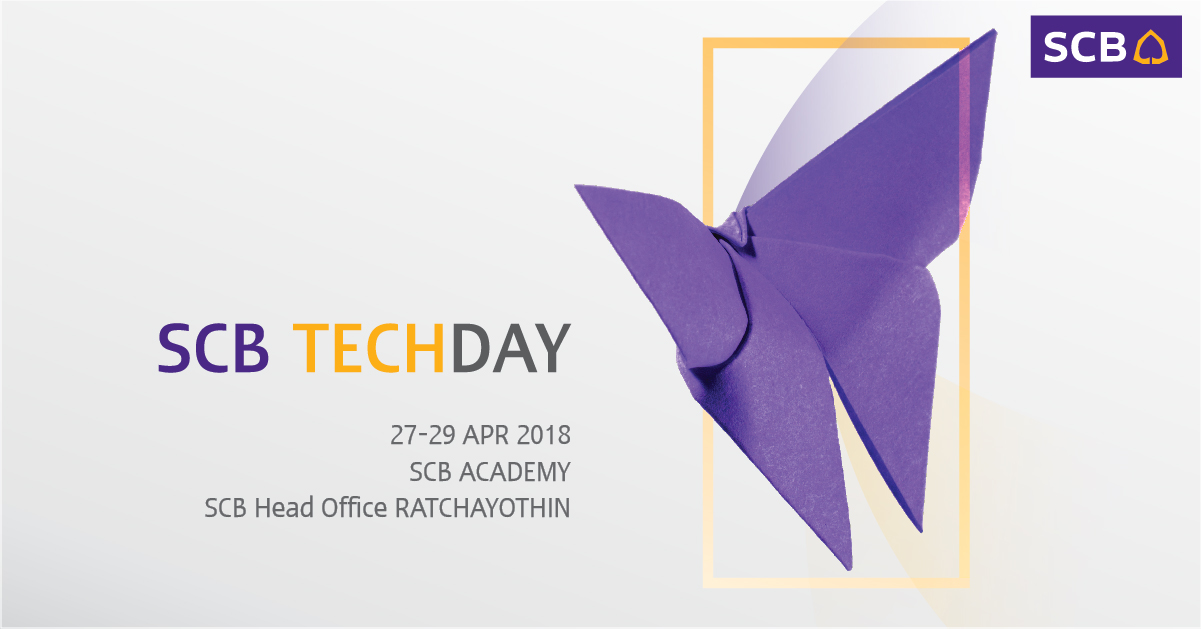 SCB
SCB TECHDAY
27-29 APR 2018
SCB ACADEMY
SCB Head Office RATCHAYOTHIN